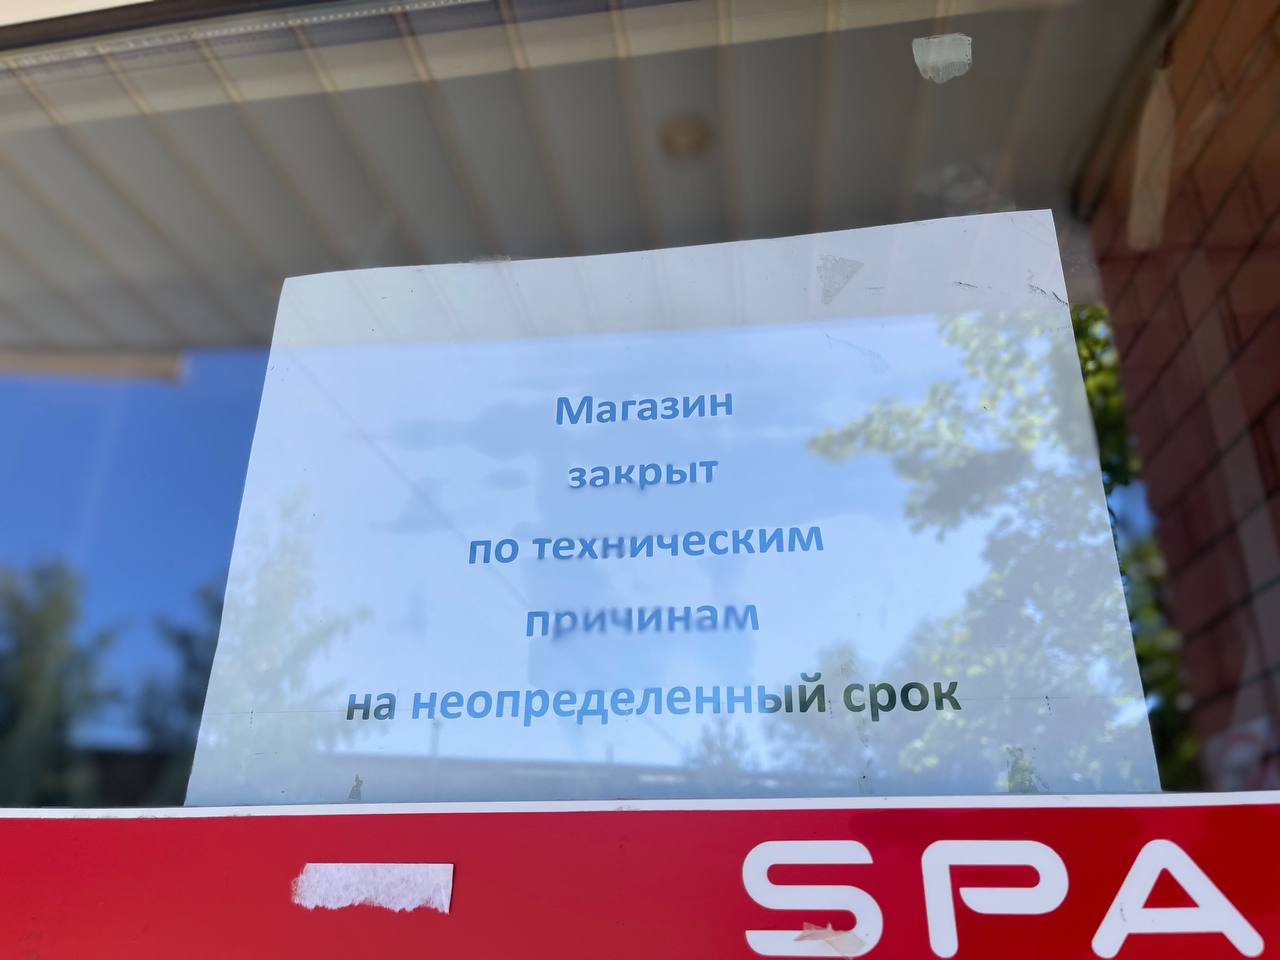 Магазин
закрыт
по техническим
причинам
на неопределенный срок
SPA